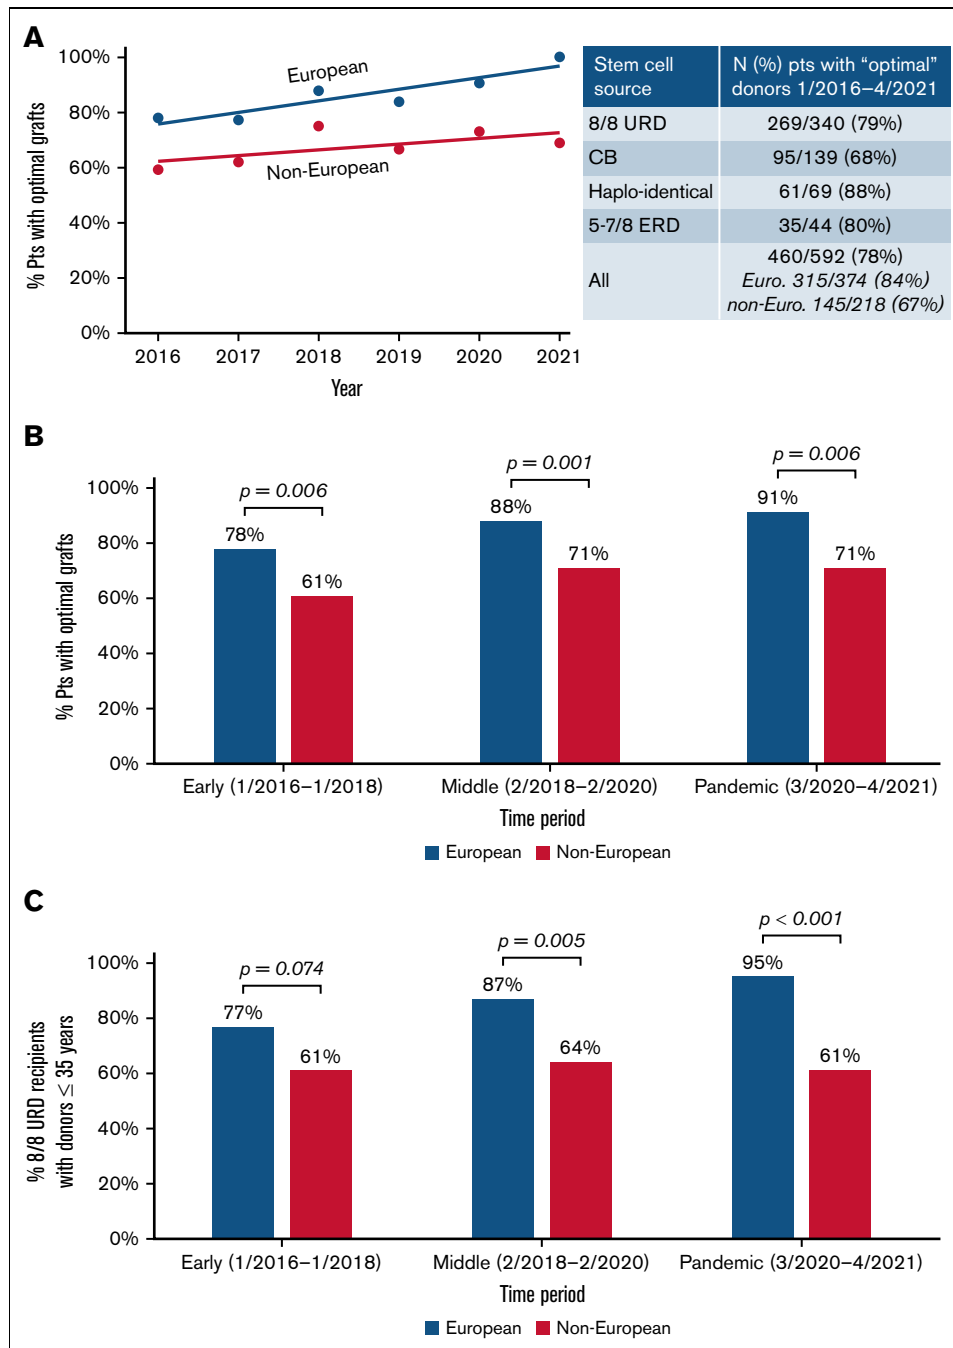 A
100%
80%
60%
40%
20%
0%
% Pts with optimal grafts
European
Non-European
2016 2017 2018 2019 2020 2021
Year
Stem cell source N (%) pts with “optimal” donors 1/2016–4/2021
8/8 URD 269/340 (79%)
CB 95/139 (68%)
Haplo-identical 61/69 (88%)
5-7/8 ERD 35/44 (80%)
All 460/592 (78%)
Euro. 315/374 (84%)
non-Euro. 145/218 (67%)
B
% Pts with optimal grafts
100%
80%
60%
40%
20%
0%
p = 0.006
78%
61%
p = 0.001
88%
71%
p = 0.006
91%
71%
Early (1/2016–1/2018) Middle (2/2018–2/2020) Pandemic (3/2020–4/2021)
Time period
European Non-European
C
% 8/8 URD recipients
with donors ≤ 35 years
100%
80%
60%
40%
20%
0%
p = 0.074
77%
61%
p = 0.005
87%
64%
p < 0.001
95%
61%
Early (1/2016–1/2018) Middle (2/2018–2/2020) Pandemic (3/2020–4/2021)
Time period
European Non-European